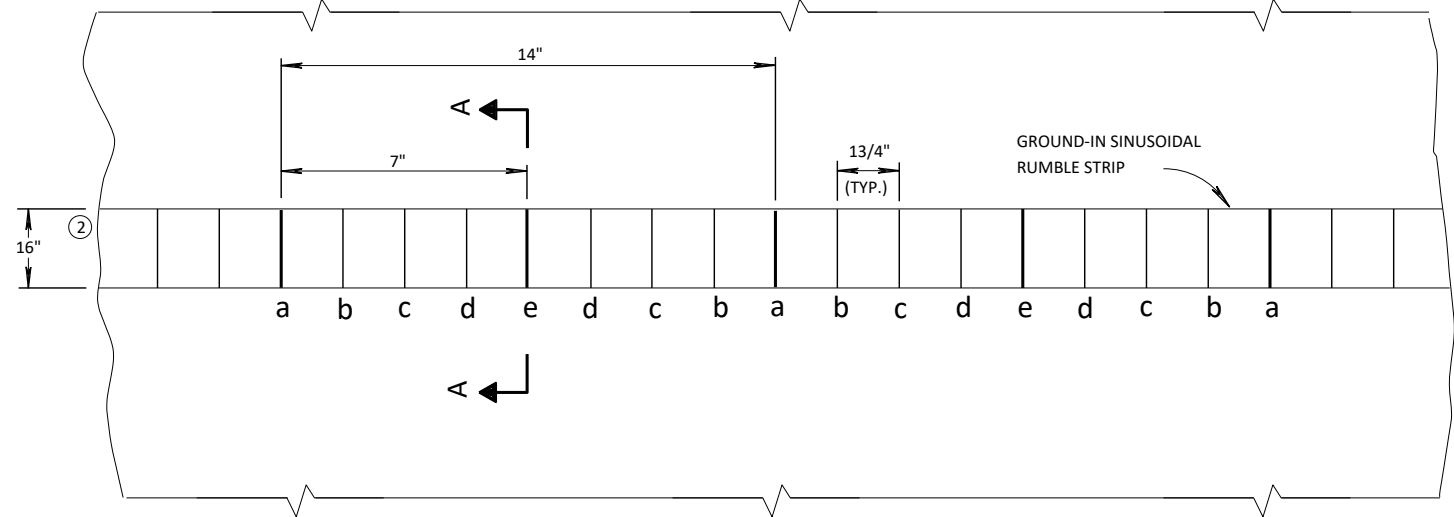 14"
A
7"
13/4"
(TYP.)
GROUND-IN SINUSOIDAL
RUMBLE STRIP
2
16"
a b c d e d c b a b c d e d c b a
A